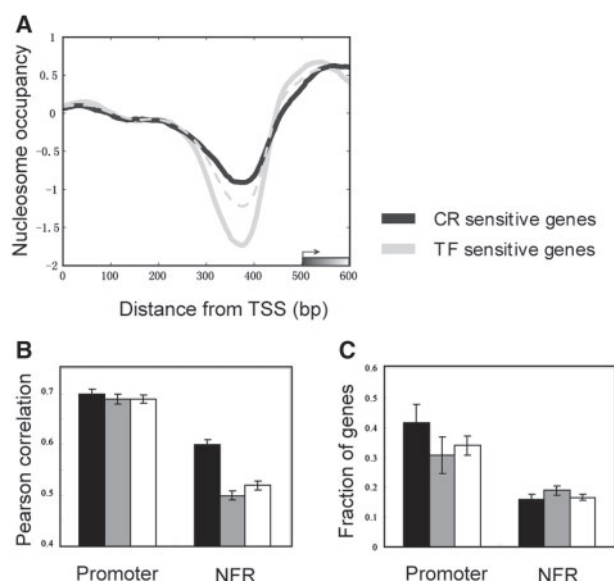 A
Nucleosome occupancy
1
0.5
0
-0.5
-1
-1.5
-2
0 100 200 300 400 500 600
Distance from TSS (bp)
CR sensitive genes
TF sensitive genes
B
Pearson correlation
0.7
0.6
0.5
0.4
Promoter NFR
C
Fraction of genes
0.6
0.5
0.4
0.3
0.2
0.1
0
Promoter NFR